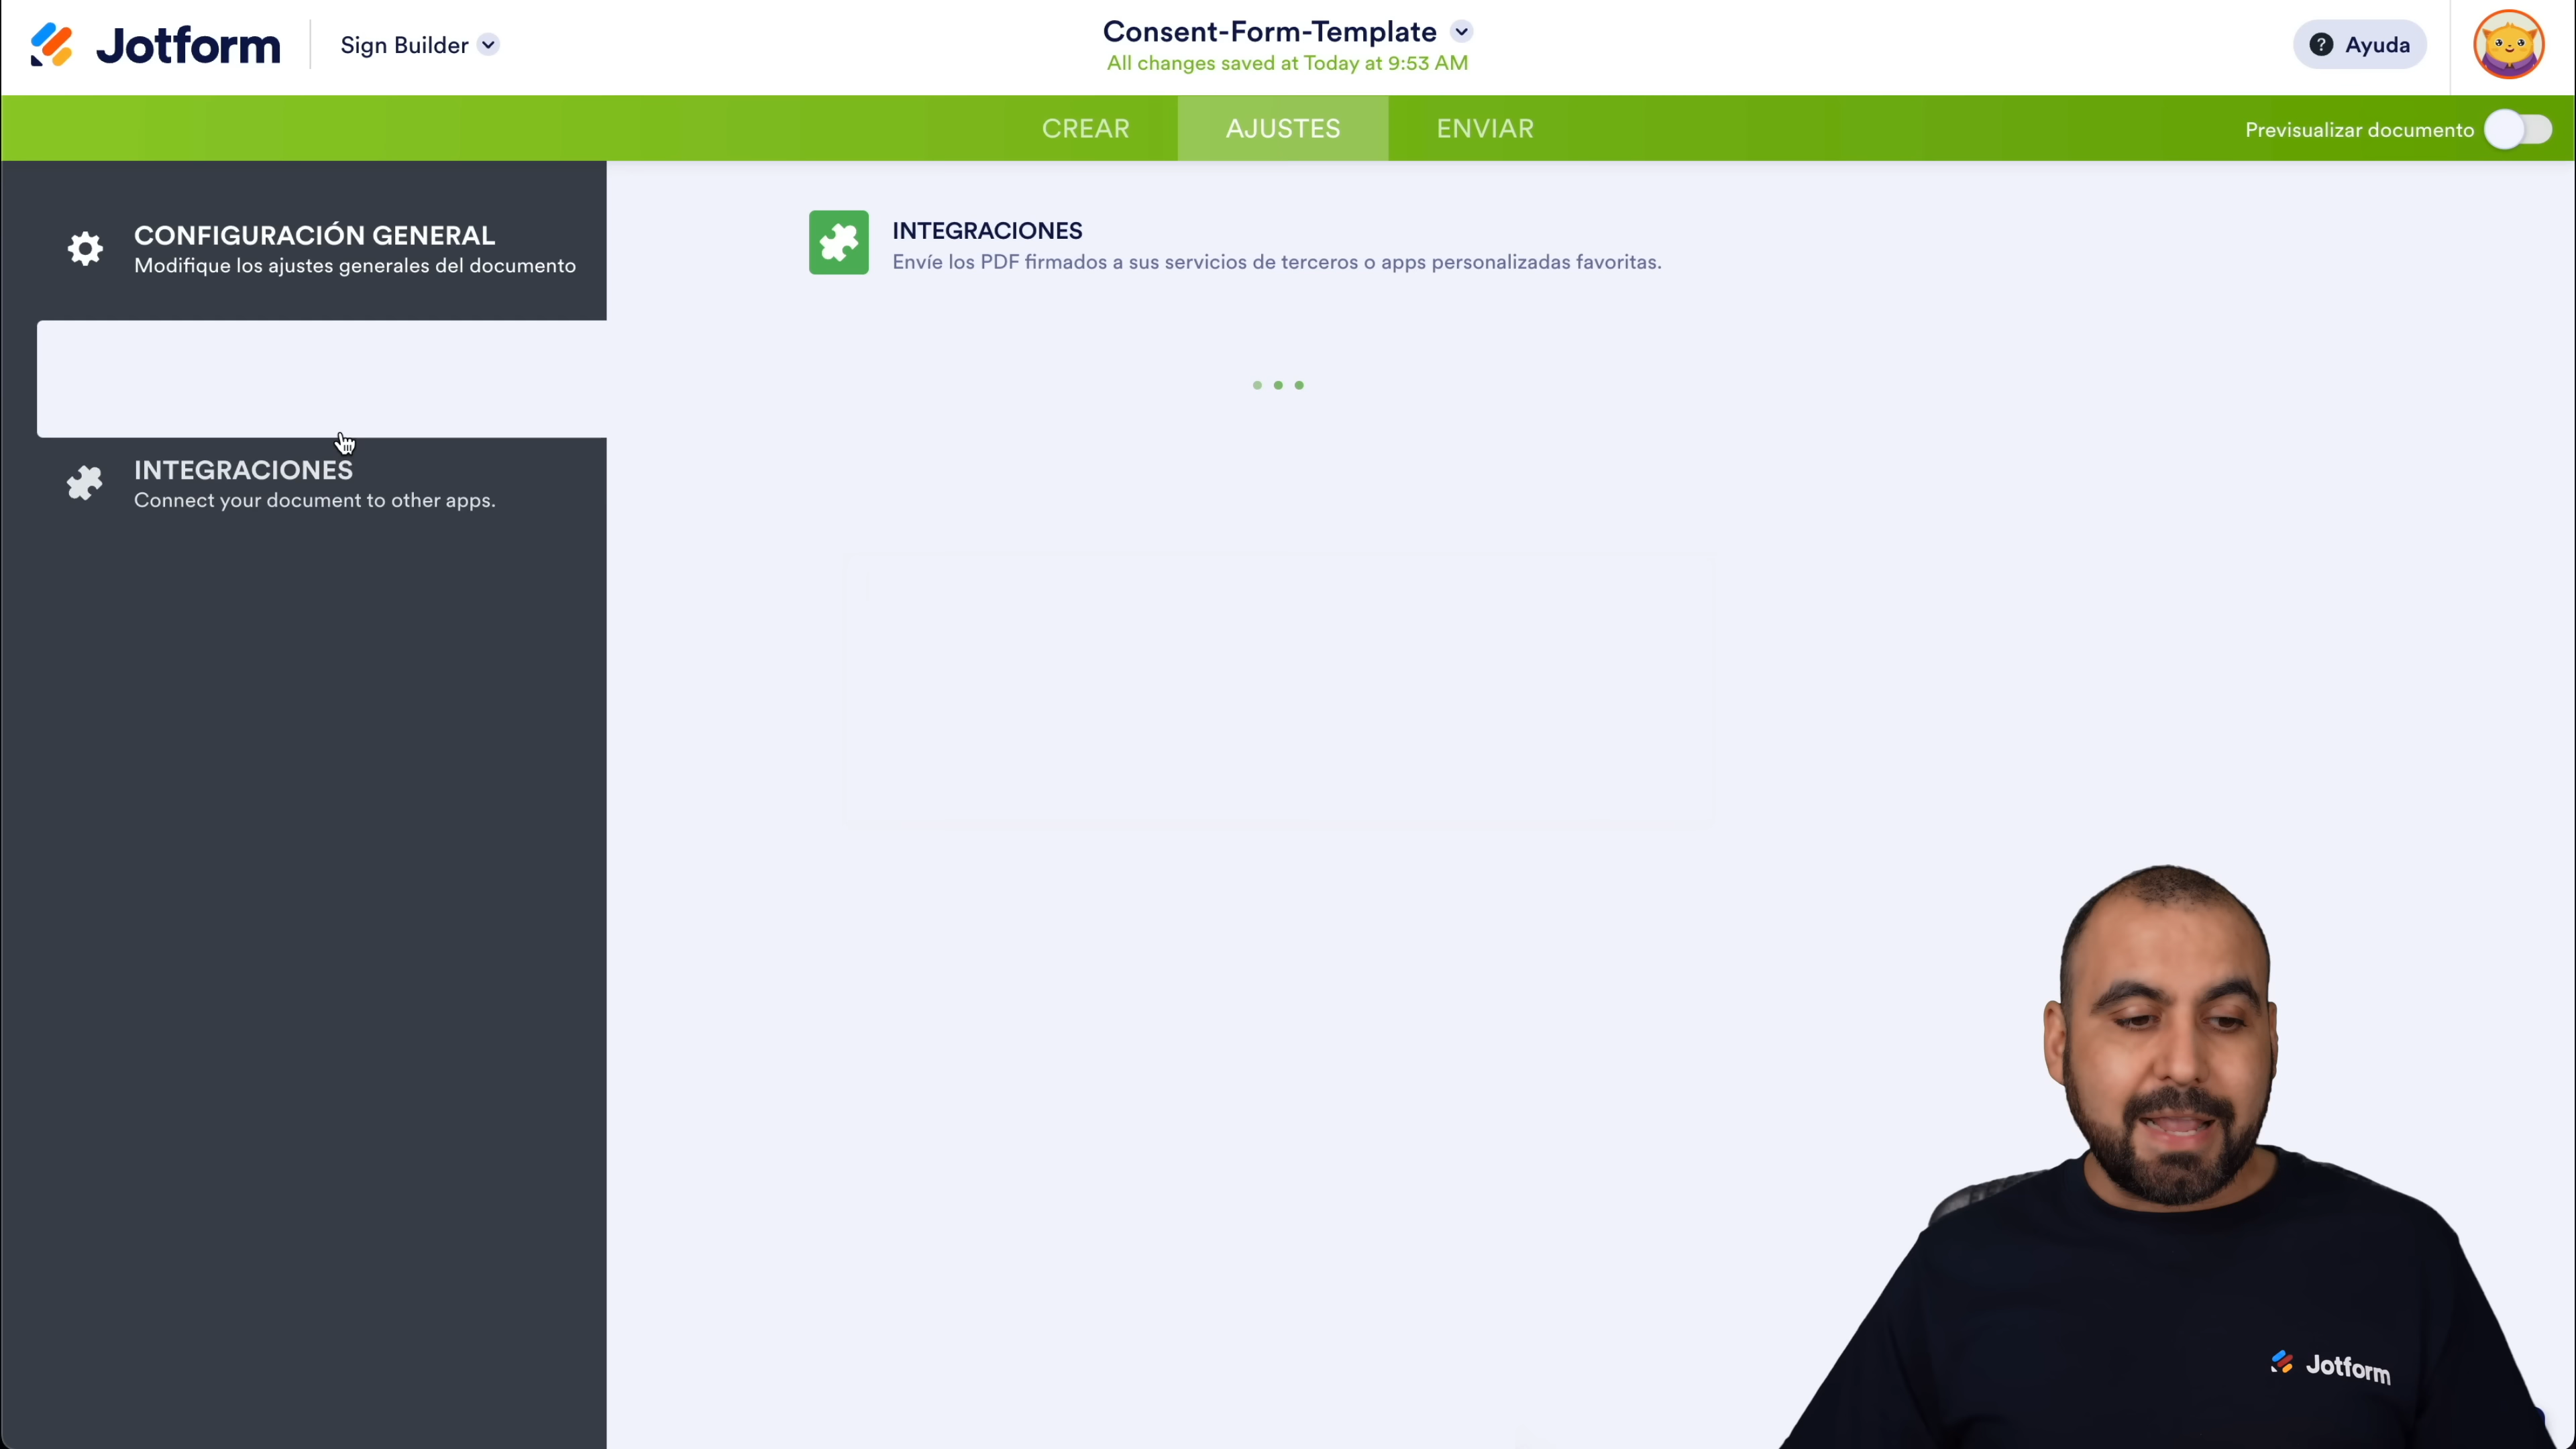 Jotform
Sign Builder
Consent-Form-Template
All changes saved at Today at 9:53 AM
? Ayuda
CREAR
AJUSTES
ENVIAR
Previsualizar documento
CONFIGURACIÓN GENERAL
Modifique los ajustes generales del documento
INTEGRACIONES
Connect your document to other apps.
INTEGRACIONES
Envíe los PDF firmados a sus servicios de terceros o apps personalizadas favoritas.
Jotform